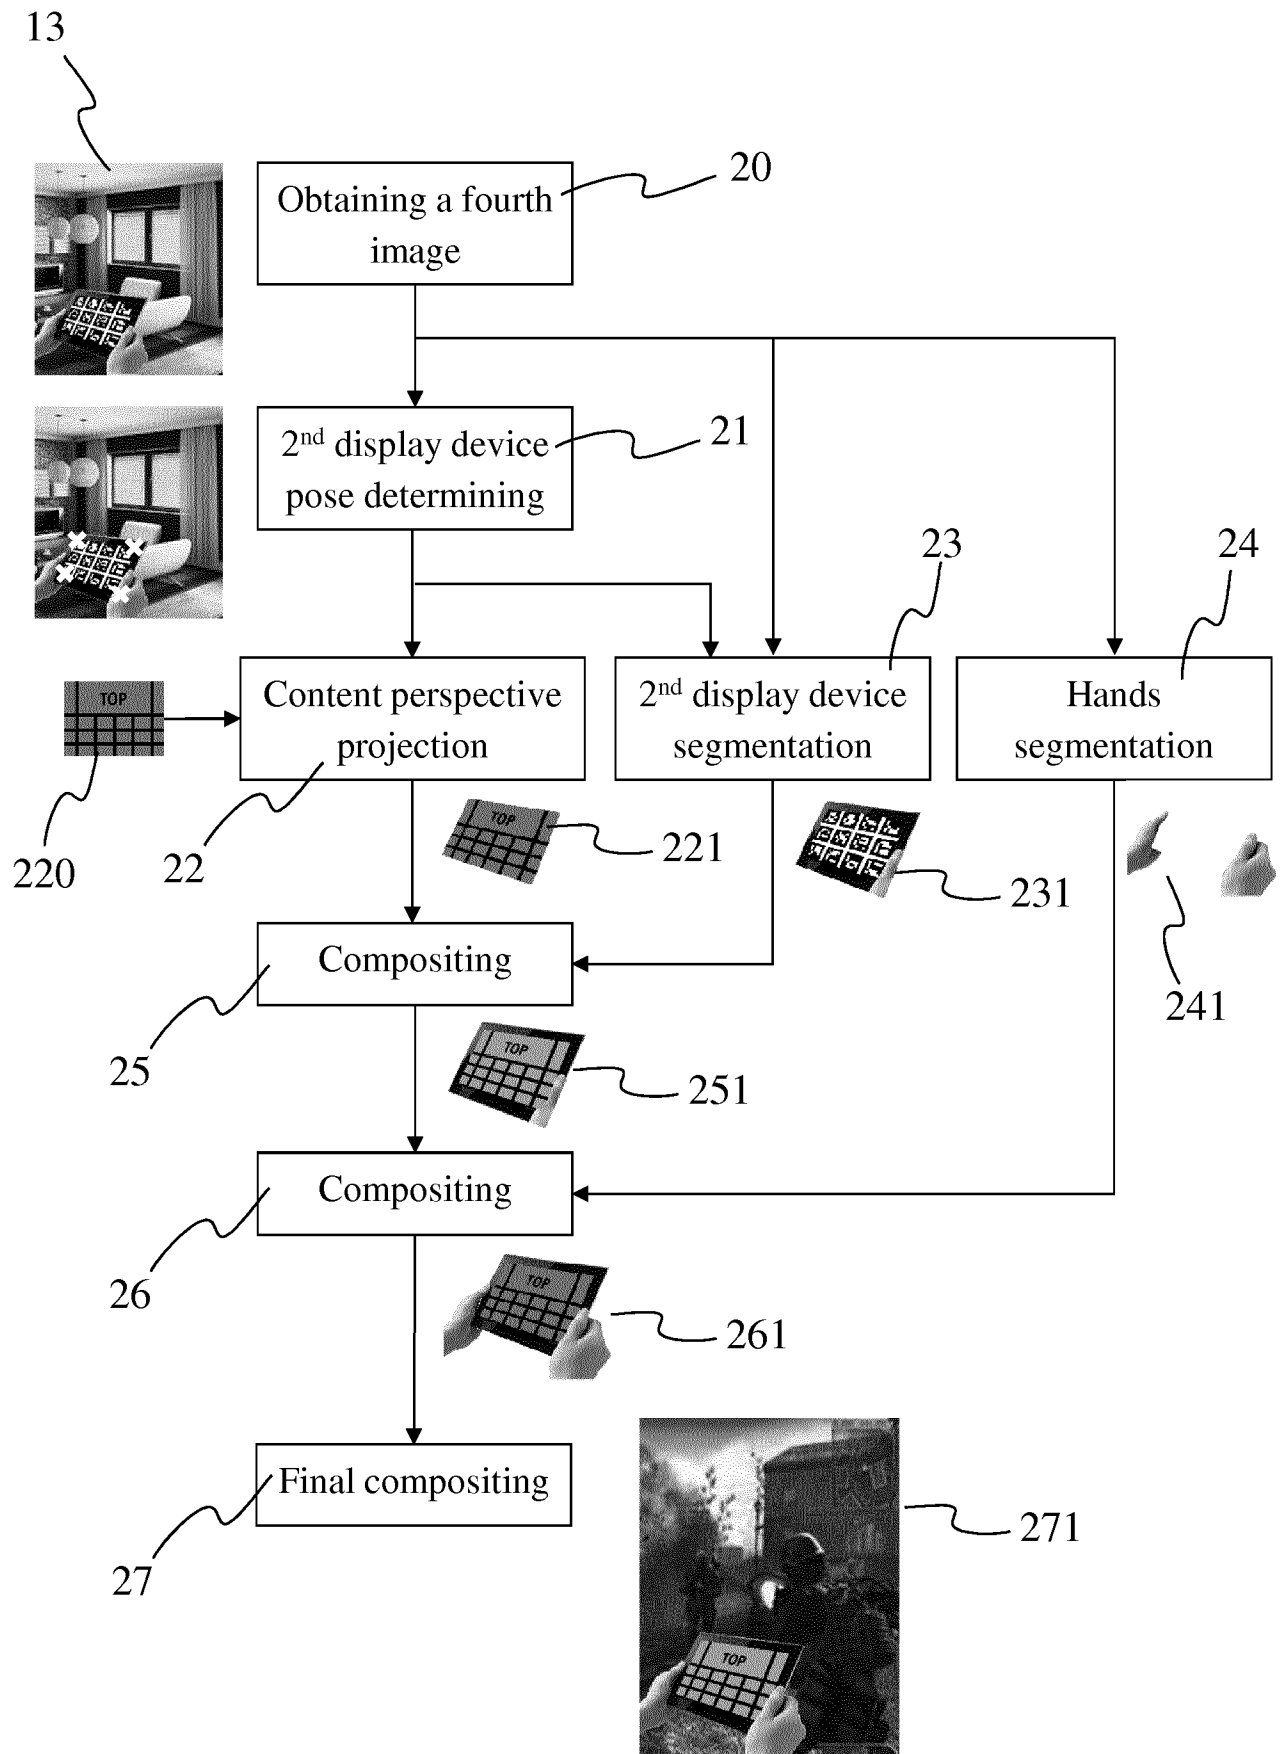 13
20
Obtaining a fourth
image
21
2nd display device
pose determining
23
24
TOP
Content perspective
projection
2nd display device
segmentation
Hands
segmentation
220
22
TOP
221
231
241
Compositing
25
TOP
251
Compositing
26
TOP
261
Final compositing
27
271
TOP